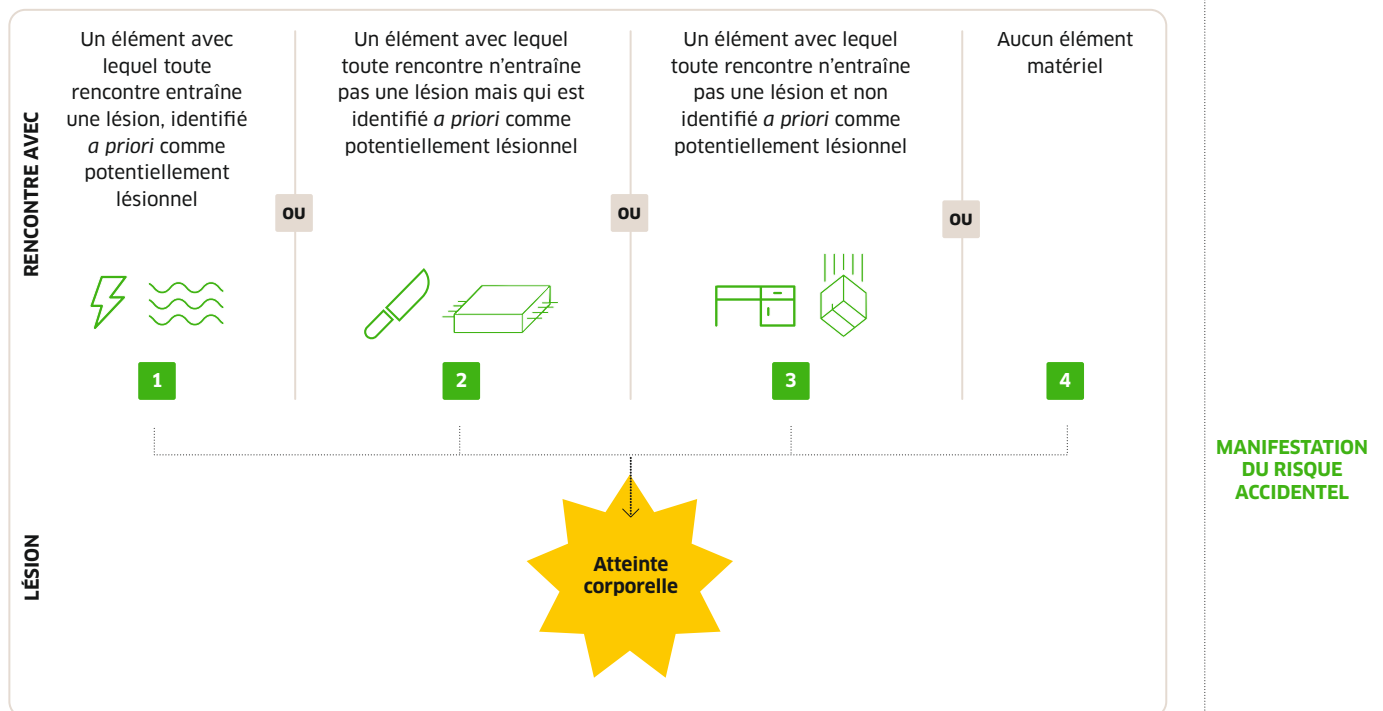 RENCONTRE AVEC
Un élément avec
lequel toute
rencontre entraîne
une lésion, identifié
a priori comme
potentiellement
lésionnel
OU
Un élément avec lequel
toute rencontre n’entraîne
pas une lésion mais qui est
identifié a priori comme
potentiellement lésionnel
OU
Un élément avec lequel
toute rencontre n’entraîne
pas une lésion et non
identifié a priori comme
potentiellement lésionnel
OU
Aucun élément
matériel
1
2
3
4
MANIFESTATION
DU RISQUE
ACCIDENTEL
LÉSION
Atteinte
corporelle